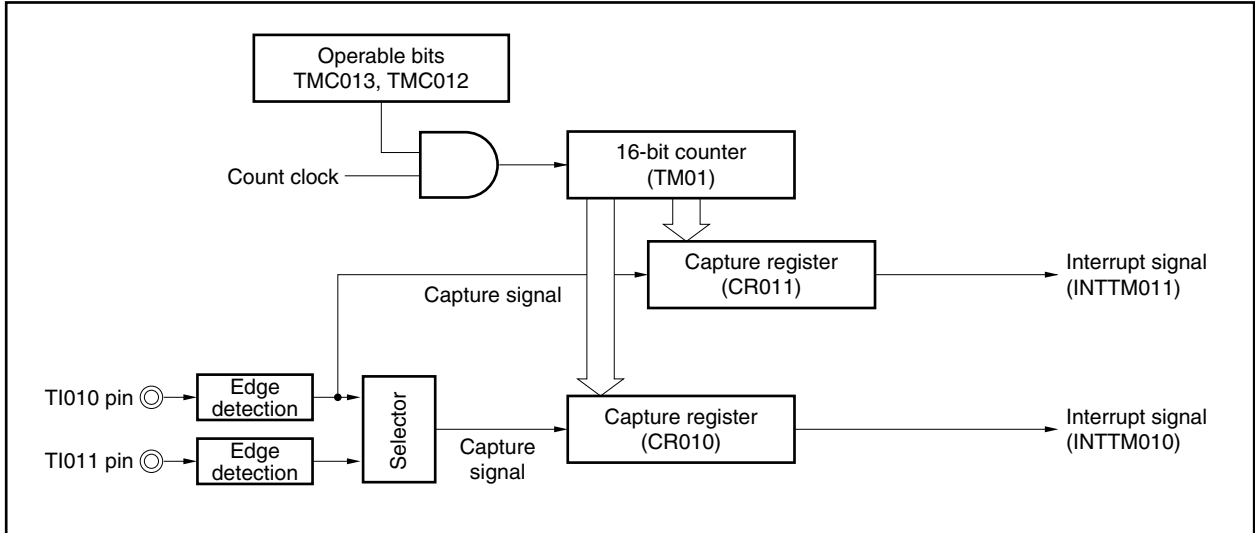 Operable bits
TMC013, TMC012
Count clock
16-bit counter
(TM01)
Capture register
(CR011)
Interrupt signal
(INTTM011)
Capture signal
TI010 pin
Edge
detection
Selector
Capture register
(CR010)
Interrupt signal
(INTTM010)
TI011 pin
Edge
detection
Capture
signal